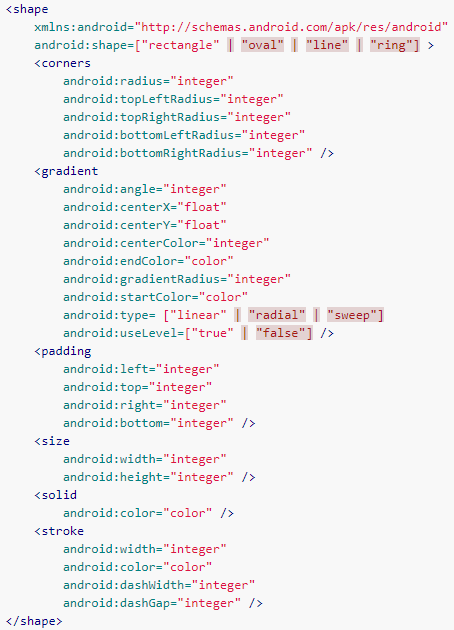 <shape
    xmlns:android="http://schemas.android.com/apk/res/android"
    android:shape=["rectangle" | "oval" | "line" | "ring"] >
    <corners
        android:radius="integer"
        android:topLeftRadius="integer"
        android:topRightRadius="integer"
        android:bottomLeftRadius="integer"
        android:bottomRightRadius="integer" />
    <gradient
        android:angle="integer"
        android:centerX="float"
        android:centerY="float"
        android:centerColor="integer"
        android:endColor="color"
        android:gradientRadius="integer"
        android:startColor="color"
        android:type= ["linear" | "radial" | "sweep"]
        android:useLevel=["true" | "false"] />
    <padding
        android:left="integer"
        android:top="integer"
        android:right="integer"
        android:bottom="integer" />
    <size
        android:width="integer"
        android:height="integer" />
    <solid
        android:color="color" />
    <stroke
        android:width="integer"
        android:color="color"
        android:dashWidth="integer"
        android:dashGap="integer" />
</shape>